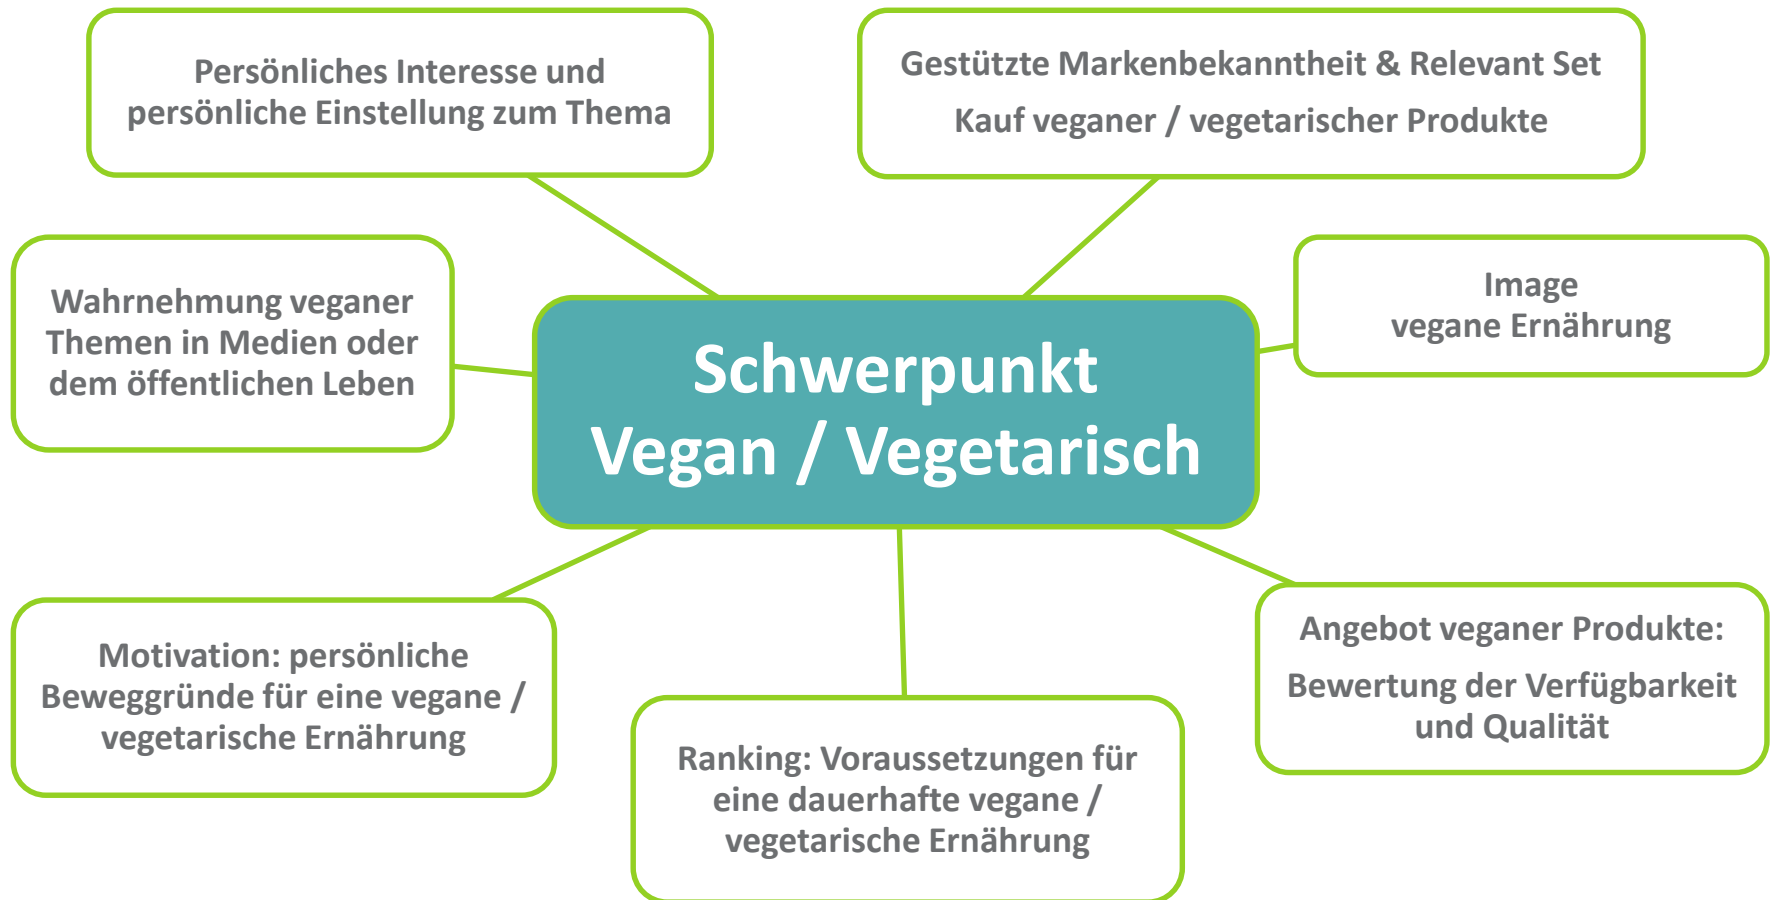 Persönliches Interesse und
persönliche Einstellung zum Thema
Gestützte Markenbekanntheit & Relevant Set
Kauf veganer / vegetarischer Produkte
Wahrnehmung veganer
Themen in Medien oder
dem öffentlichen Leben
Image
vegane Ernährung
Schwerpunkt
Vegan / Vegetarisch
Motivation: persönliche
Beweggründe für eine vegane /
vegetarische Ernährung
Ranking: Voraussetzungen für
eine dauerhafte vegane /
vegetarische Ernährung
Angebot veganer Produkte:
Bewertung der Verfügbarkeit
und Qualität